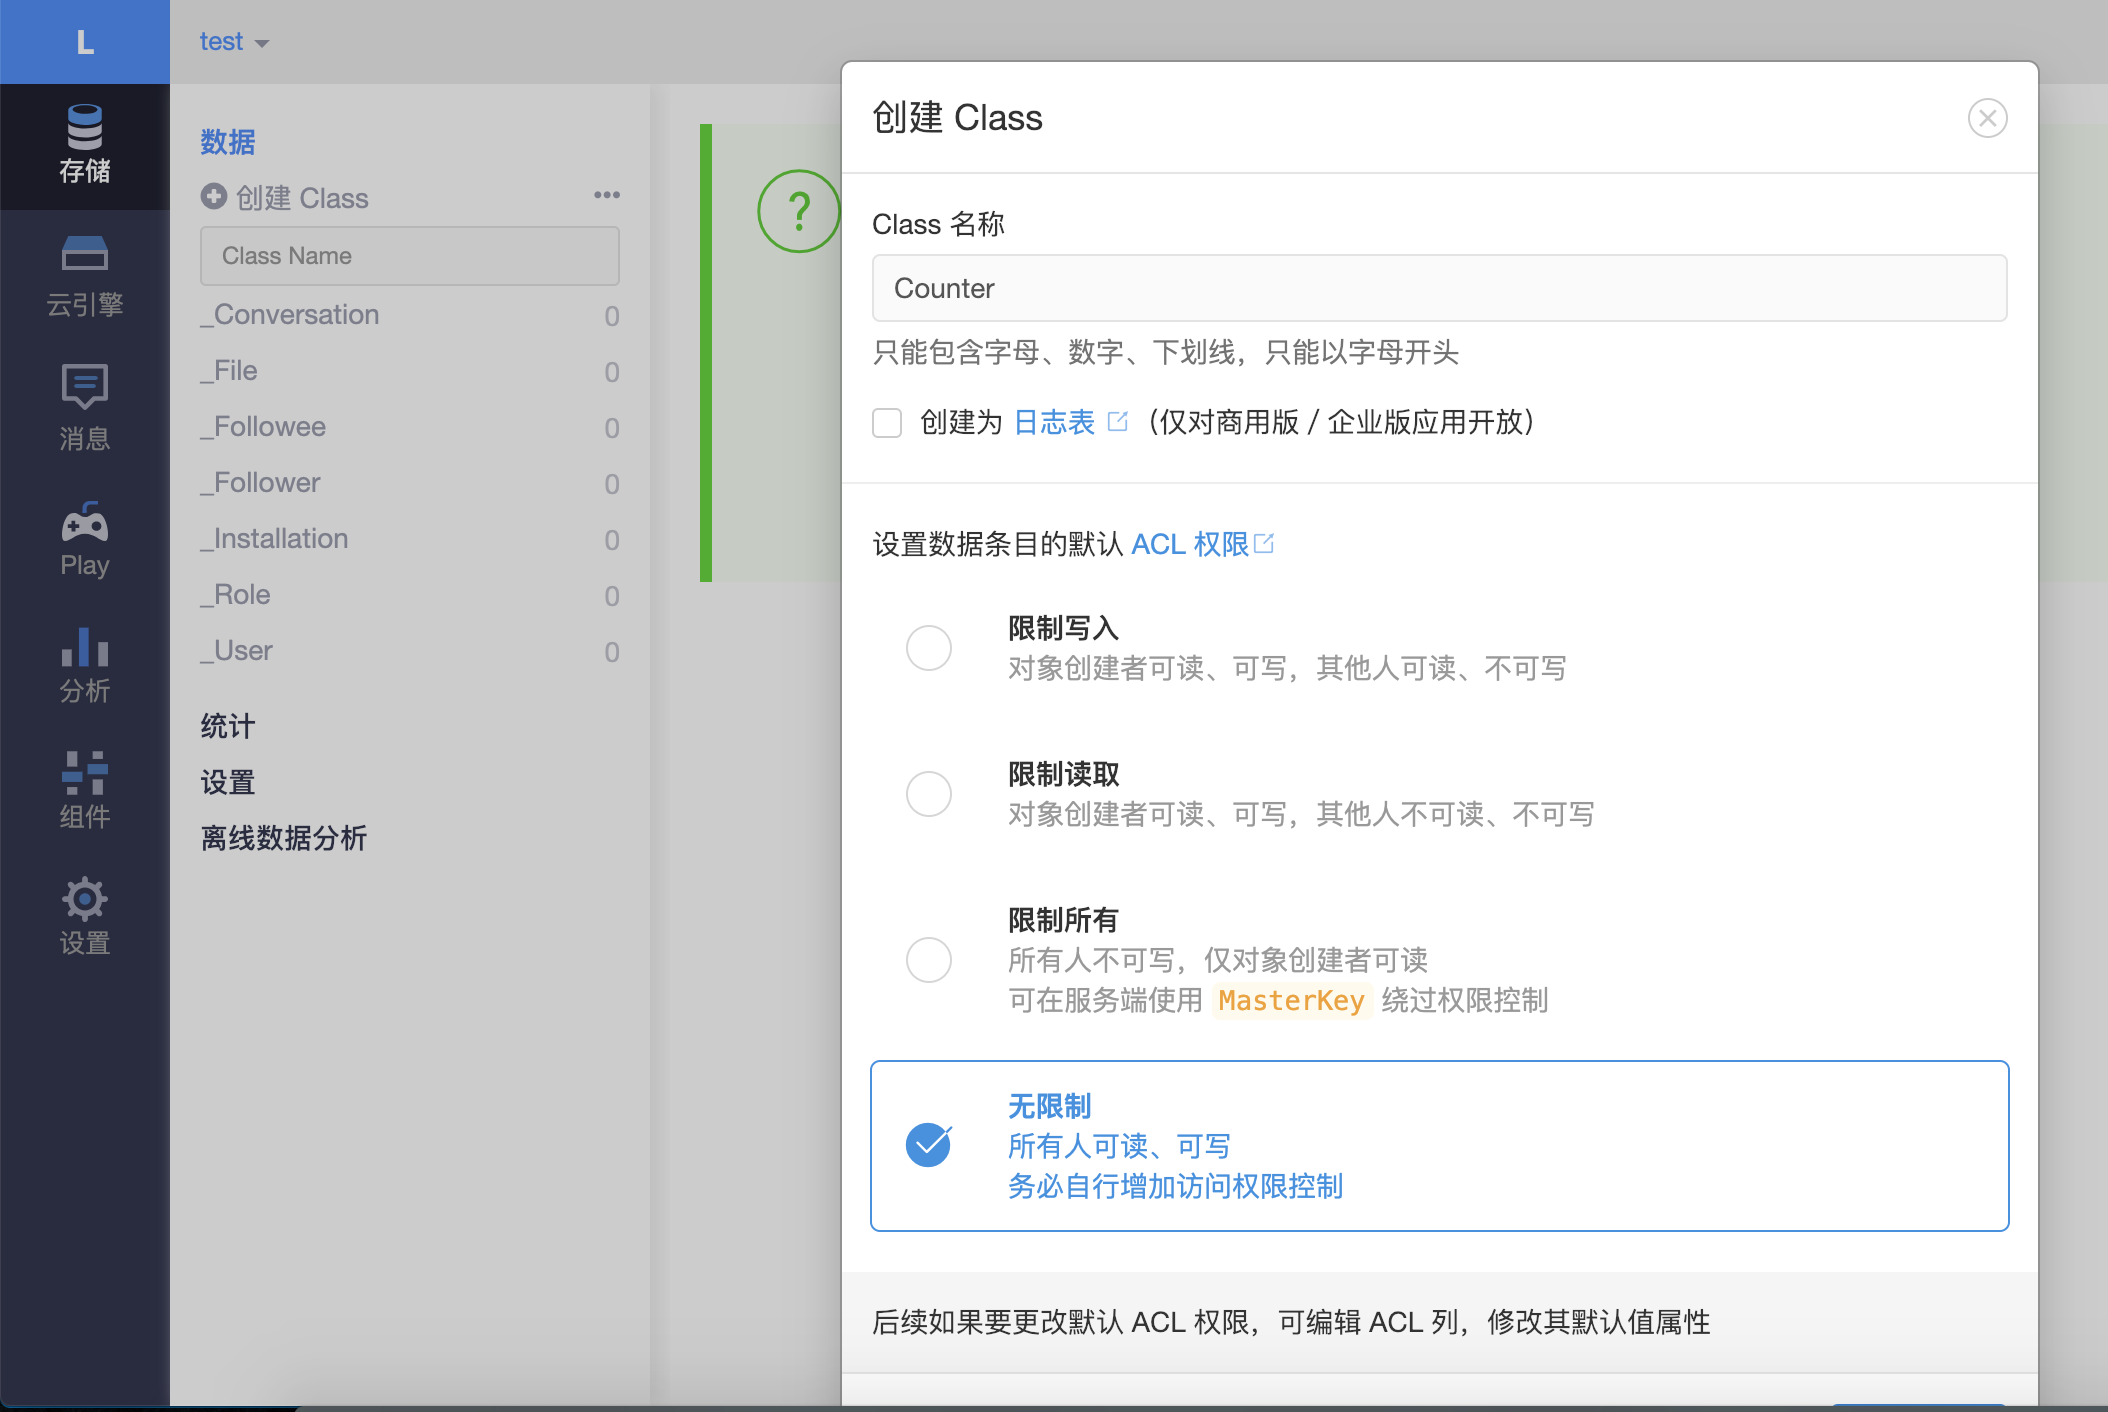 L
test
存储
云引擎
消息
Play
分析
组件
设置
数据
创建 Class
Class Name
_Conversation 0
_File 0
_Followee 0
_Follower 0
_Installation 0
_Role 0
_User 0
统计
设置
离线数据分析
?
创建 Class
Class 名称
Counter
只能包含字母、数字、下划线，只能以字母开头
创建为 日志表 （仅对商用版 / 企业版应用开放）
设置数据条目的默认 ACL 权限
限制写入
对象创建者可读、可写，其他人可读、不可写
限制读取
对象创建者可读、可写，其他人不可读、不可写
限制所有
所有人不可写，仅对象创建者可读
可在服务端使用 MasterKey 绕过权限控制
无限制
所有人可读、可写
务必自行增加访问权限控制
后续如果要更改默认 ACL 权限，可编辑 ACL 列，修改其默认值属性